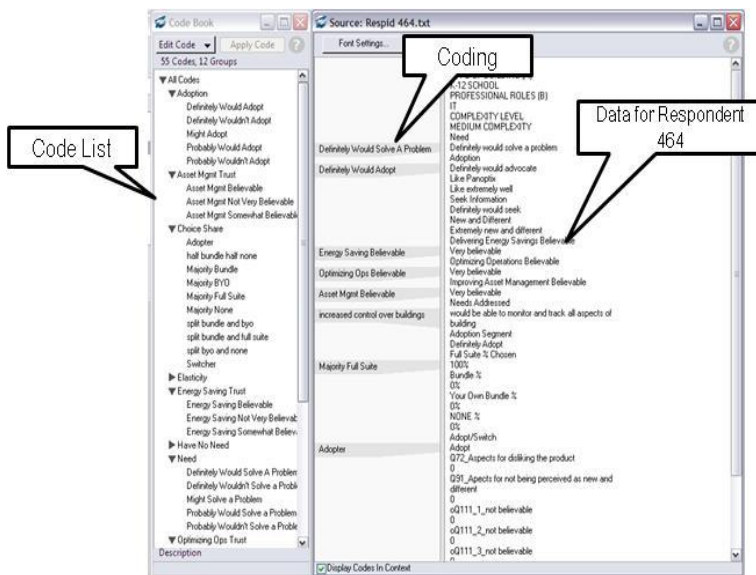 Code Book
Edit Code
Apply Code
55 Codes, 12 Groups
All Codes
Adoption
Definitely Would Adopt
Definitely Wouldn't Adopt
Might Adopt
Probably Would Adopt
Probably Wouldn't Adopt
Asset Mgmt Trust
Asset Mgmt Believable
Asset Mgmt Not Very Believable
Asset Mgmt Somewhat Believable
Choice Share
Adopter
half bundle half none
Majority Bundle
Majority BYO
Majority Full Suite
Majority None
split bundle and byo
split bundle and full suite
split byo and none
Switcher
Elasticity
Energy Saving Trust
Energy Saving Believable
Energy Saving Not Very Believab
Energy Saving Somewhat Believ
Have No Need
Need
Definitely Would Solve A Problem
Definitely Wouldn't Solve a Probl
Might Solve a Problem
Probably Would Solve a Problem
Probably Wouldn't Solve a Proble
Optimizing Ops Trust
Description
Code List
Source: Respid 464.txt
Font Settings...
Coding
Data for Respondent
464
K-12 SCHOOL
PROFESSIONAL ROLES (B)
IT
COMPLEXITY LEVEL
MEDIUM COMPLEXITY
Need
Definitely Would Solve A Problem
Definitely would solve a problem
Adoption
Definitely Would Adopt
Definitely would advocate
Like Panoptix
Like extremely well
Seek Information
Definitely would seek
New and Different
Extremely new and different
Delivering Energy Savings Believable
Energy Saving Believable
Very believable
Optimizing Operations Believable
Optimizing Ops Believable
Very believable
Improving Asset Management Believable
Asset Mgmt Believable
Very believable
Needs Addressed
increased control over buildings
would be able to monitor and track all aspects of
building
Adoption Segment
Definitely Adopt
Full Suite % Chosen
Majority Full Suite
100%
Bundle %
0%
Your Own Bundle %
0%
NONE %
0%
Adopt/Switch
Adopter
Adopt
Q72_Aspects for disliking the product
0
Q91_Apects for not being perceived as new and
different
0
oQ111_1_not believable
0
oQ111_2_not believable
0
oQ111_3_not believable
Display Codes In Context